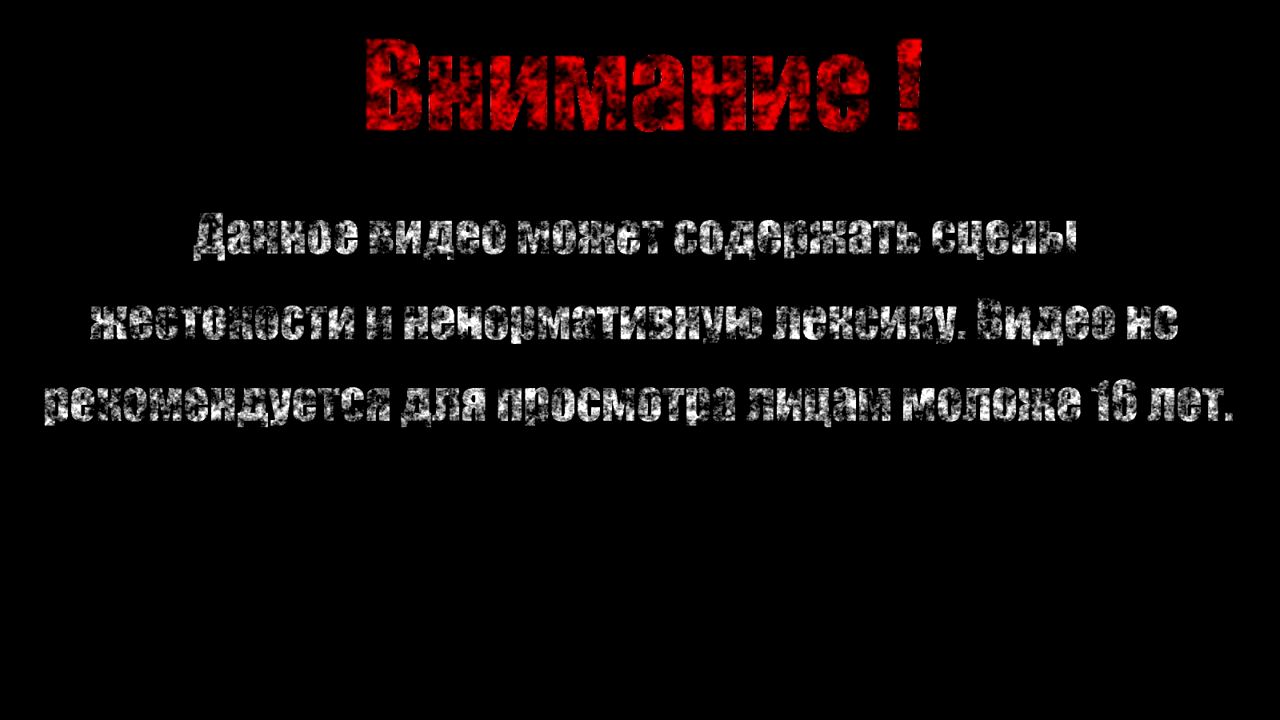 Внимание !
Данное видео может содержать сцены
жестокости и ненормативную лексику. Видео не
рекомендуется для просмотра лицам моложе 16 лет.